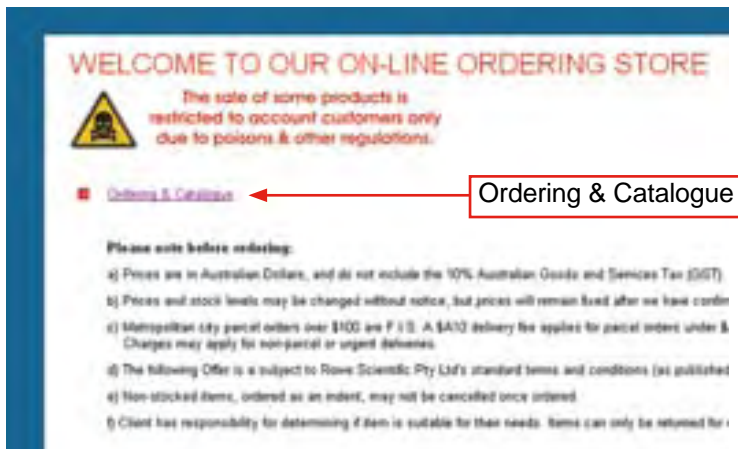 WELCOME TO OUR ON-LINE ORDERING STORE
The sale of some products is
restricted to account customers only
due to poisons & other regulations.
Ordering & Catalogue
Ordering & Catalogue
Please note before ordering:
a) Prices are in Australian Dollars, and do not include the 10% Australian Goods and Services Tax (GST)
b) Prices and stock levels may be changed without notice, but prices will remain fixed after we have
c) Metropolitan city parcel orders over $100 are F.I.S. A $A10 delivery fee applies for parcel orders under
Charges may apply for non-parcel or urgent deliveries.
d) The following Offer is a subject to Rowe Scientific Pty Ltd's standard terms and conditions (as published
e) Non-stocked items, ordered as an indent, may not be cancelled once ordered
f) Client has responsibility for determining if item is suitable for their needs. Items can only be returned for